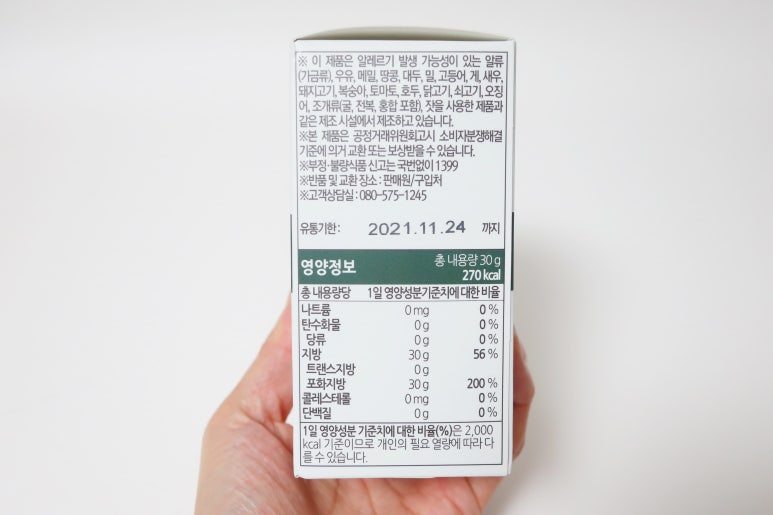 ※ 이 제품은 알레르기 발생 가능성이 있는 알류
(가금류), 우유, 메밀, 땅콩, 대두, 밀, 고등어, 게, 새우,
돼지고기, 복숭아, 토마토, 호두, 닭고기, 쇠고기, 오징
어, 조개류(굴, 전복, 홍합 포함), 잣을 사용한 제품과
같은 제조 시설에서 제조하고 있습니다.
※본 제품은 공정거래위원회고시 소비자분쟁해결
기준에 의거 교환 또는 보상받을 수 있습니다.
※부정·불량식품 신고는 국번없이 1399
※반품 및 교환 장소 : 판매원/구입처
※고객상담실 : 080-575-1245
유통기한 : 2021.11.24 까지
영양정보 총 내용량 30 g
270 kcal
총 내용량당 1일 영양성분기준치에 대한 비율
나트륨 0 mg 0 %
탄수화물 0 g 0 %
당류 0 g 0 %
지방 30 g 56 %
트랜스지방 0 g
포화지방 30 g 200 %
콜레스테롤 0 mg 0 %
단백질 0 g 0 %
1일 영양성분 기준치에 대한 비율(%)은 2,000
kcal 기준이므로 개인의 필요 열량에 따라 다
를 수 있습니다.